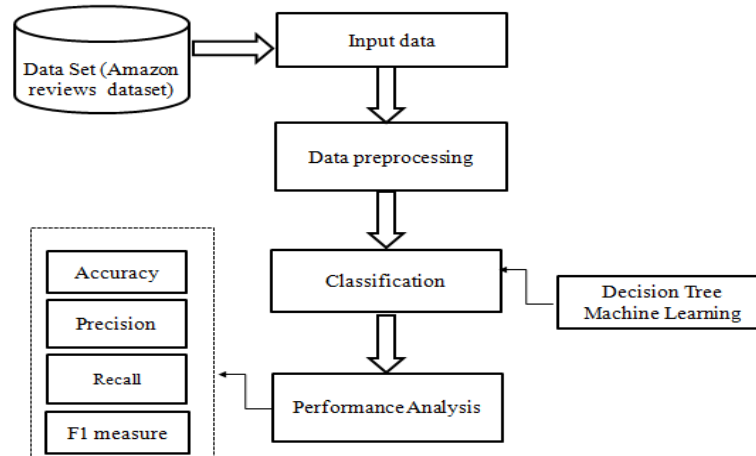 Data Set (Amazon
reviews dataset)
Input data
Data preprocessing
Classification
Decision Tree
Machine Learning
Performance Analysis
Accuracy
Precision
Recall
F1 measure